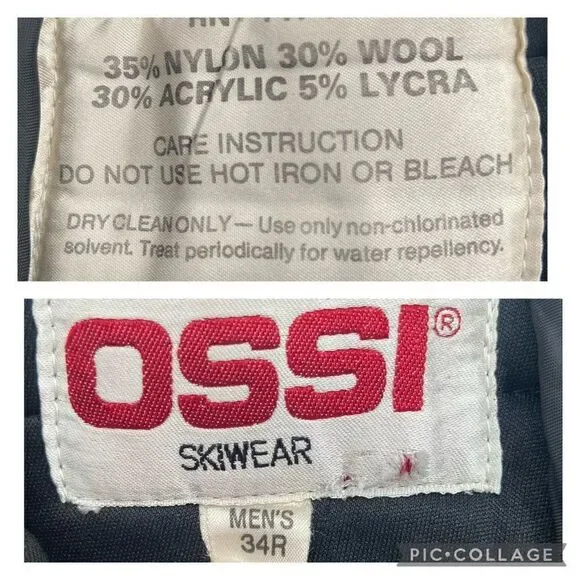 35% NYLON 30% WOOL
30% ACRYLIC 5% LYCRA
CARE INSTRUCTION
DO NOT USE HOT IRON OR BLEACH
DRY CLEAN ONLY — Use only non-chlorinated
solvent. Treat periodically for water repellency.
OSSI®
SKIWEAR
MEN'S
34R
PIC•COLLAGE